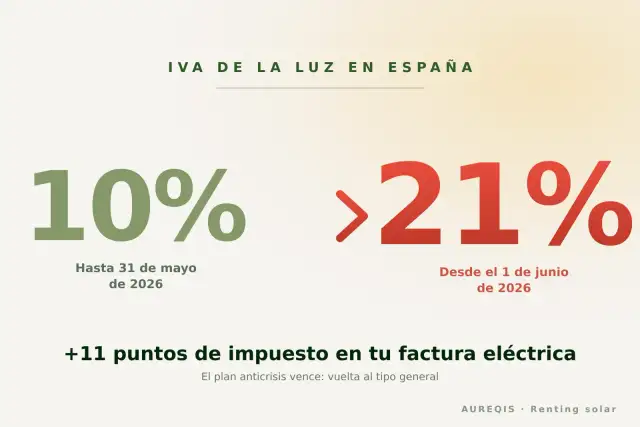 IVA DE LA LUZ EN ESPAÑA
10%
>21%
Hasta 31 de mayo
de 2026
Desde el 1 de junio
de 2026
+11 puntos de impuesto en tu factura eléctrica
El plan anticrisis vence: vuelta al tipo general
AUREQIS · Renting solar